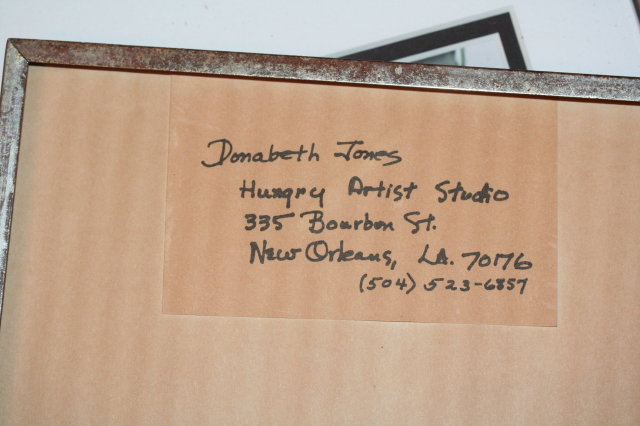 Donabeth Jones
Hungry Artist Studio
335 Bourbon St.
New Orleans, LA. 70176
(504) 523-6857